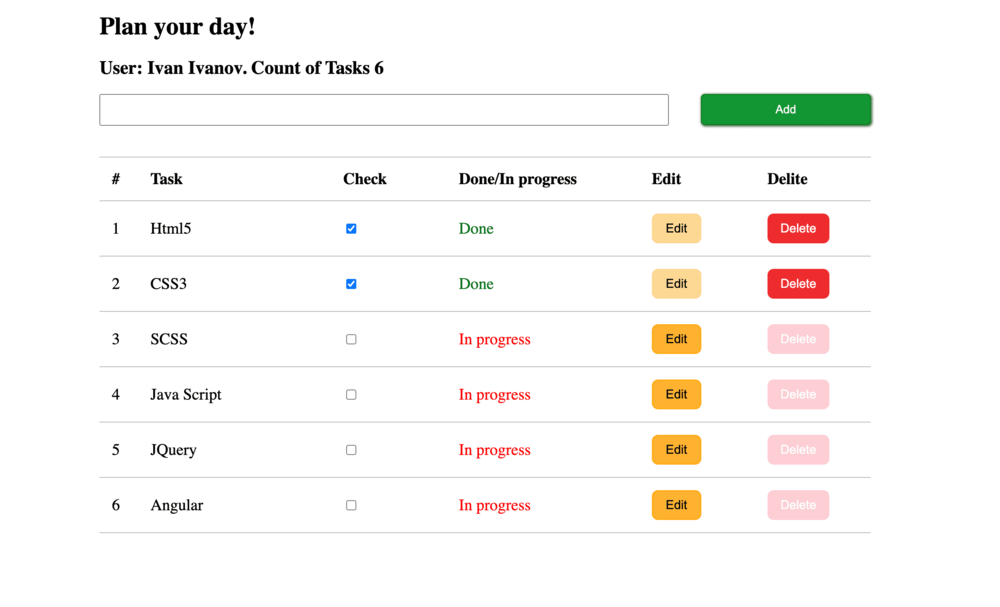 Plan your day!
User: Ivan Ivanov. Count of Tasks 6
Add
# Task Check Done/In progress Edit Delite
1 Html5 Done Edit Delete
2 CSS3 Done Edit Delete
3 SCSS In progress Edit Delete
4 Java Script In progress Edit Delete
5 JQuery In progress Edit Delete
6 Angular In progress Edit Delete